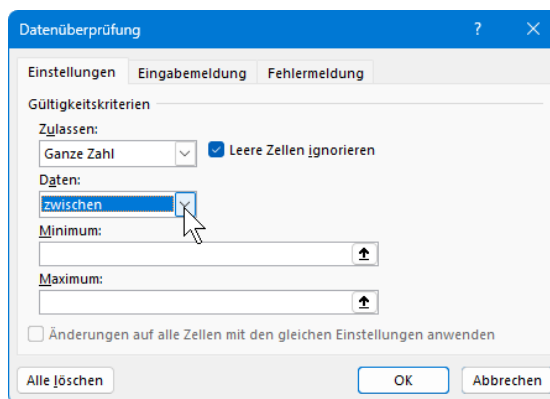 Datenüberprüfung ?
Einstellungen Eingabemeldung Fehlermeldung
Gültigkeitskriterien
Zulassen:
Ganze Zahl Leere Zellen ignorieren
Daten:
zwischen
Minimum:
Maximum:
Änderungen auf alle Zellen mit den gleichen Einstellungen anwenden
Alle löschen OK Abbrechen